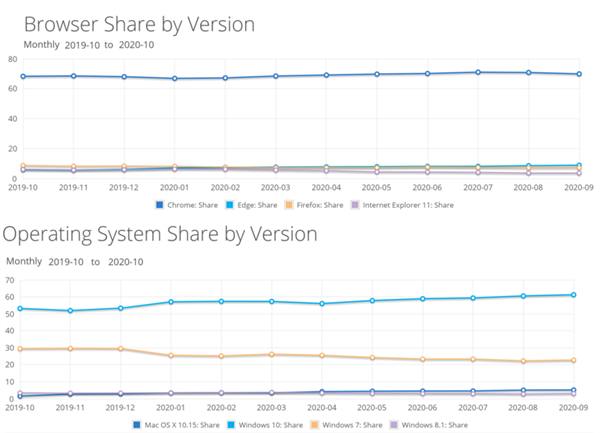 Browser Share by Version
Monthly 2019-10 to 2020-10
80
60
40
20
0
2019-10 2019-11 2019-12 2020-01 2020-02 2020-03 2020-04 2020-05 2020-06 2020-07 2020-08 2020-09
Chrome: Share Edge: Share Firefox: Share Internet Explorer 11: Share
Operating System Share by Version
Monthly 2019-10 to 2020-10
70
60
50
40
30
20
10
0
2019-10 2019-11 2019-12 2020-01 2020-02 2020-03 2020-04 2020-05 2020-06 2020-07 2020-08 2020-09
Mac OS X 10.15: Share Windows 10: Share Windows 7: Share Windows 8.1: Share